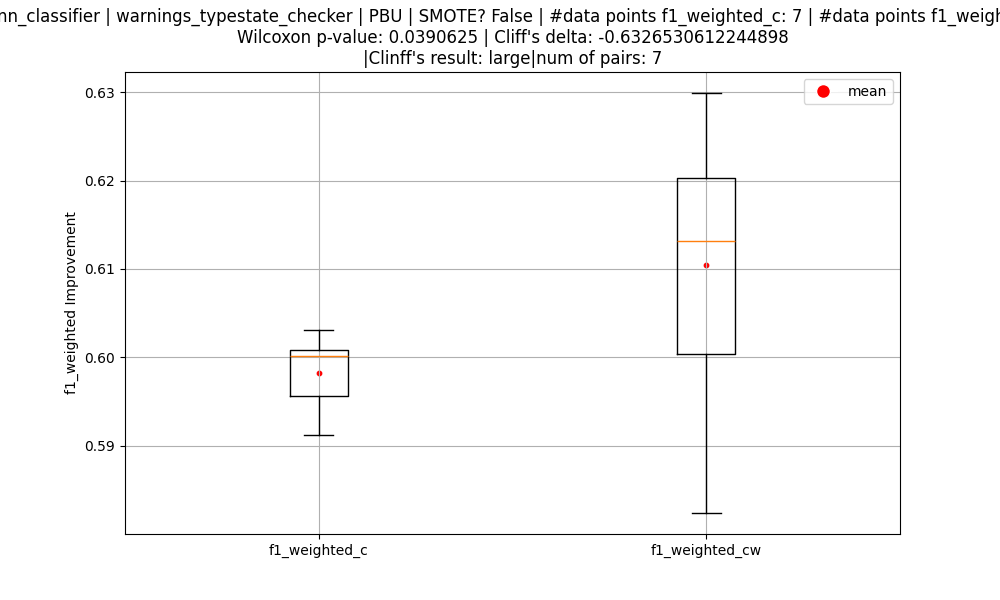 nn_classifier | warnings_typestate_checker | PBU | SMOTE? False | #data points f1_weighted_c: 7 | #data points
Wilcoxon p-value: 0.0390625 | Cliff's delta: -0.6326530612244898
|Clinff's result: large|num of pairs: 7
mean
0.63
0.62
0.61
0.60
0.59
f1_weighted Improvement
f1_weighted_c
f1_weighted_cw